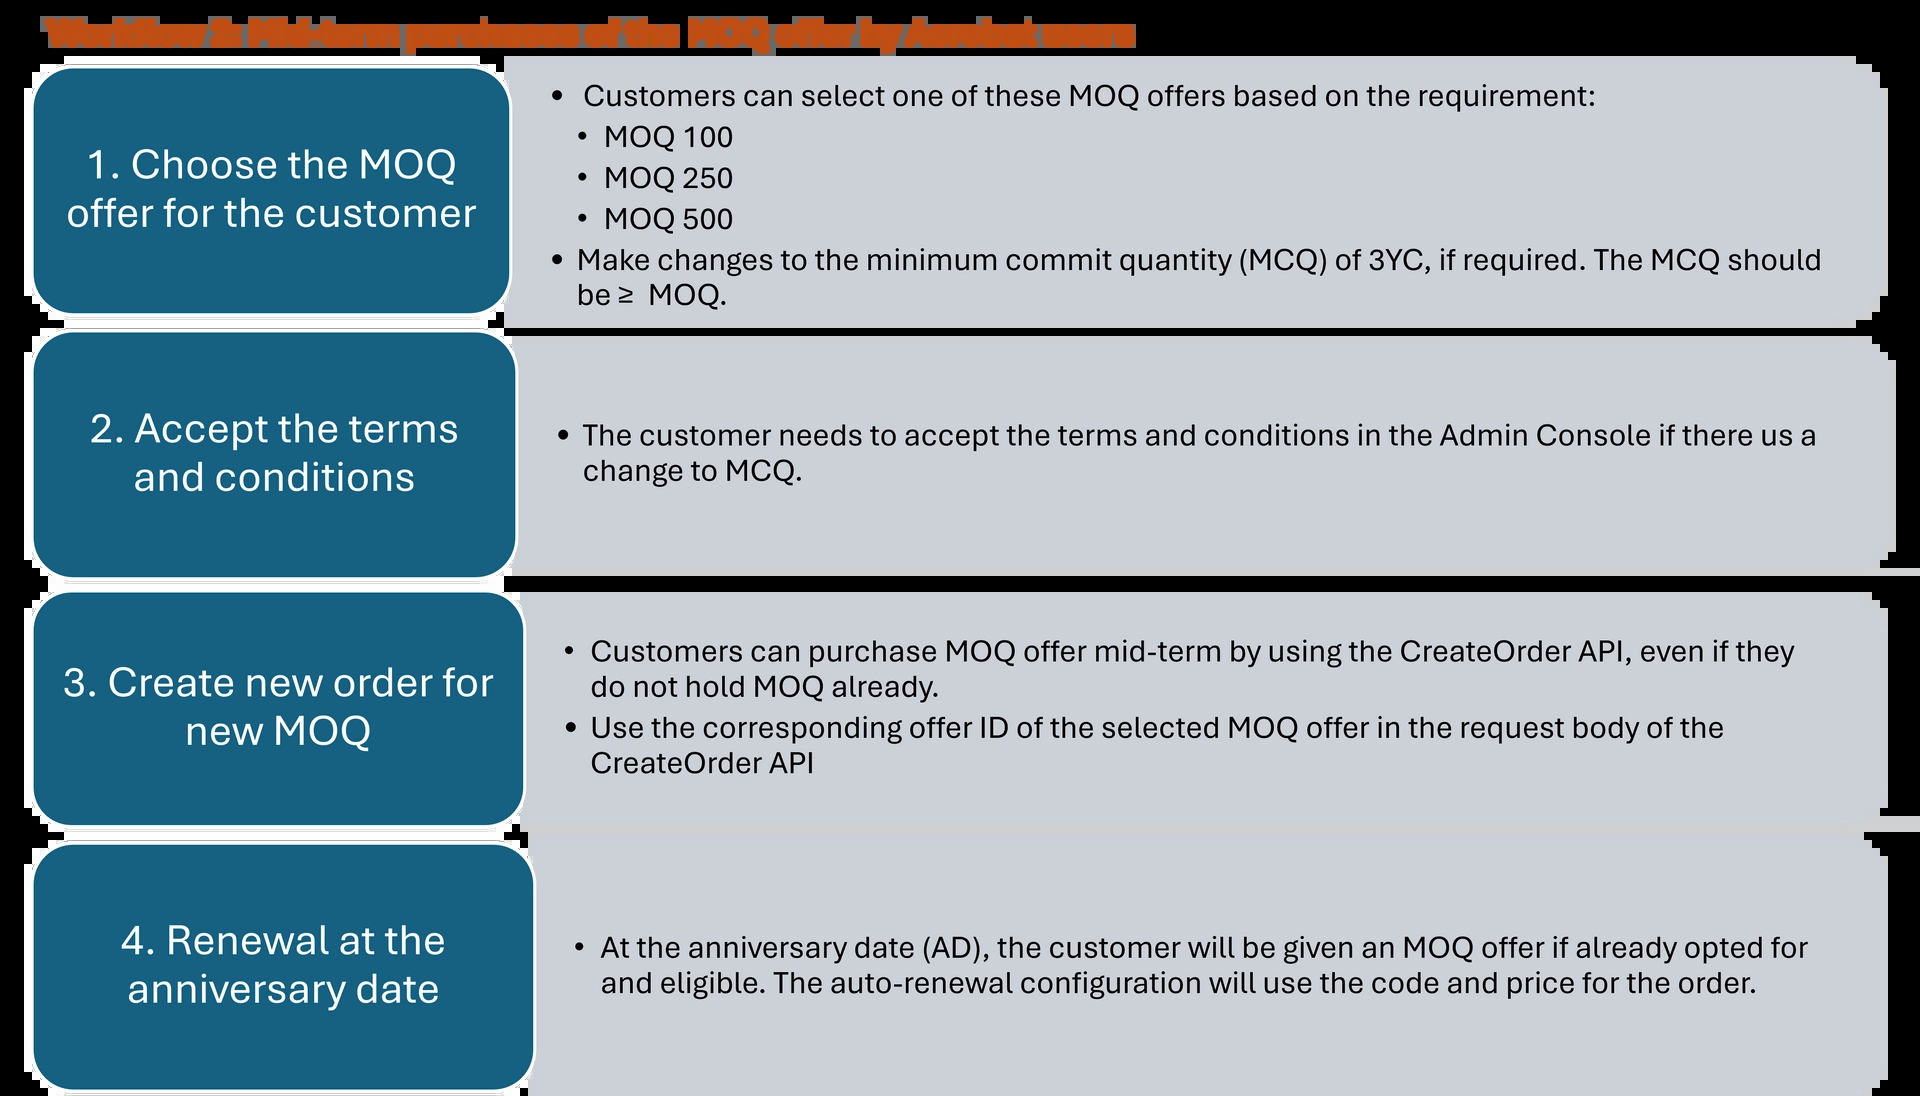 Workflow 2: Mid-term purchases of the MOQ offer by Acrobat users
1. Choose the MOQ
offer for the customer
• Customers can select one of these MOQ offers based on the requirement:
• MOQ 100
• MOQ 250
• MOQ 500
• Make changes to the minimum commit quantity (MCQ) of 3YC, if required. The MCQ should
be ≥ MOQ.
2. Accept the terms
and conditions
• The customer needs to accept the terms and conditions in the Admin Console if there us a
change to MCQ.
3. Create new order for
new MOQ
• Customers can purchase MOQ offer mid-term by using the CreateOrder API, even if they
do not hold MOQ already.
• Use the corresponding offer ID of the selected MOQ offer in the request body of the
CreateOrder API
4. Renewal at the
anniversary date
• At the anniversary date (AD), the customer will be given an MOQ offer if already opted for
and eligible. The auto-renewal configuration will use the code and price for the order.